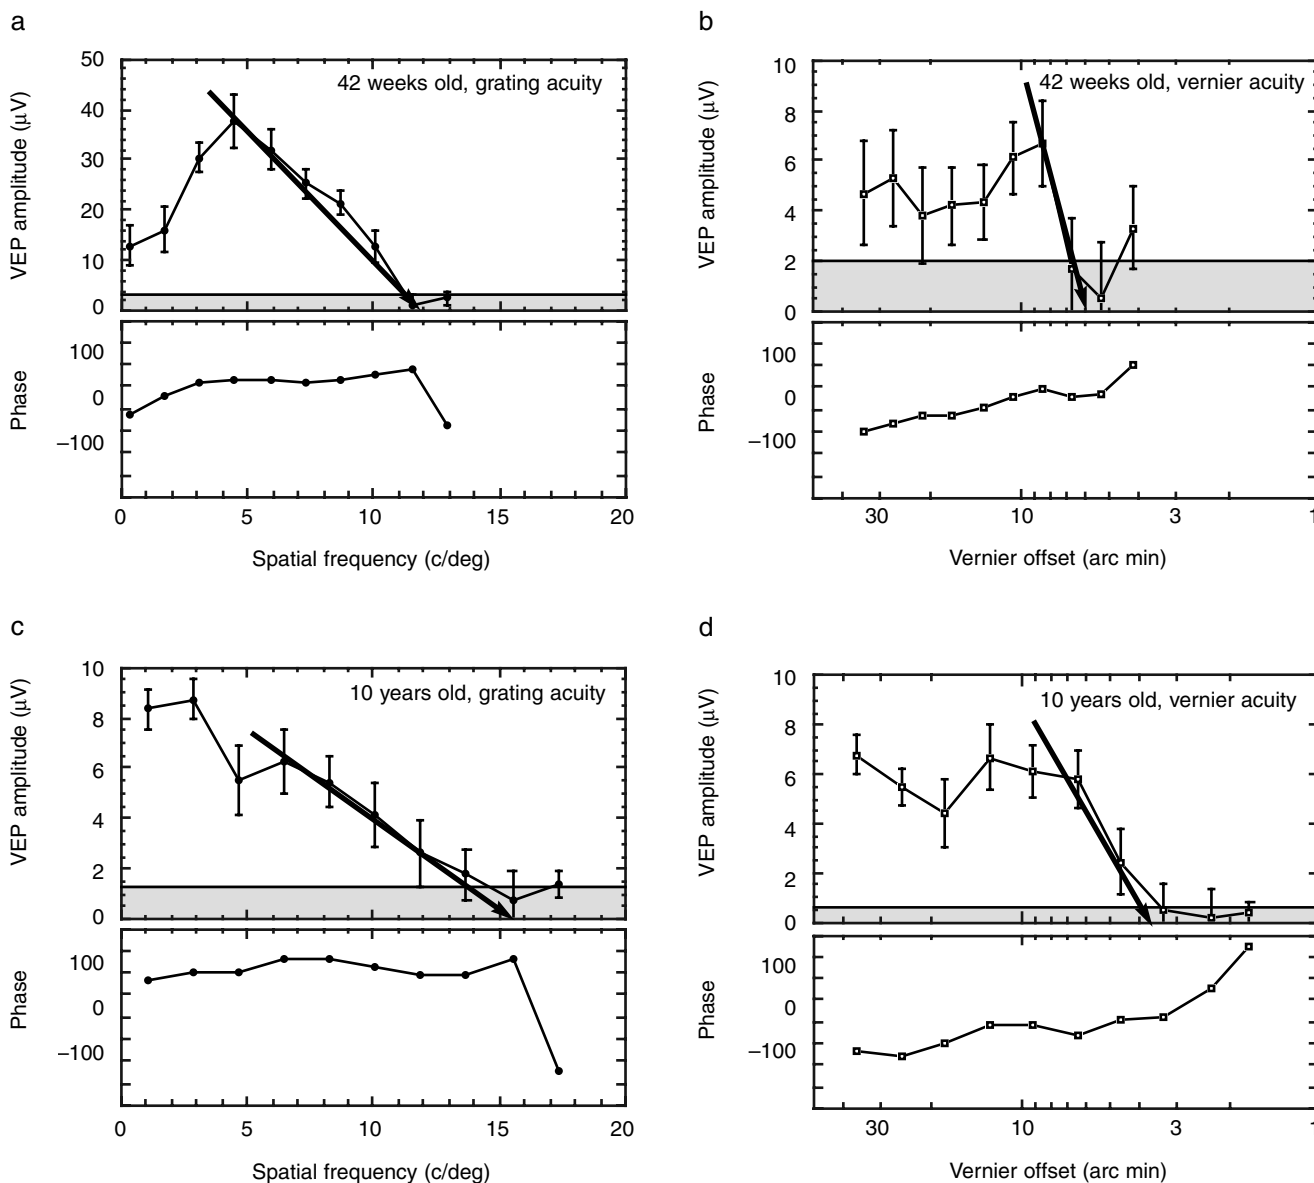 a
VEP amplitude (μV)
50
40
30
20
10
0
42 weeks old, grating acuity
Phase
100
0
–100
0 5 10 15 20
Spatial frequency (c/deg)
b
VEP amplitude (μV)
10
8
6
4
2
0
42 weeks old, vernier acuity
Phase
100
0
–100
30 10 3 1
Vernier offset (arc min)
c
VEP amplitude (μV)
10
8
6
4
2
0
10 years old, grating acuity
Phase
100
0
–100
0 5 10 15 20
Spatial frequency (c/deg)
d
VEP amplitude (μV)
10
8
6
4
2
0
10 years old, vernier acuity
Phase
100
0
–100
30 10 3 1
Vernier offset (arc min)